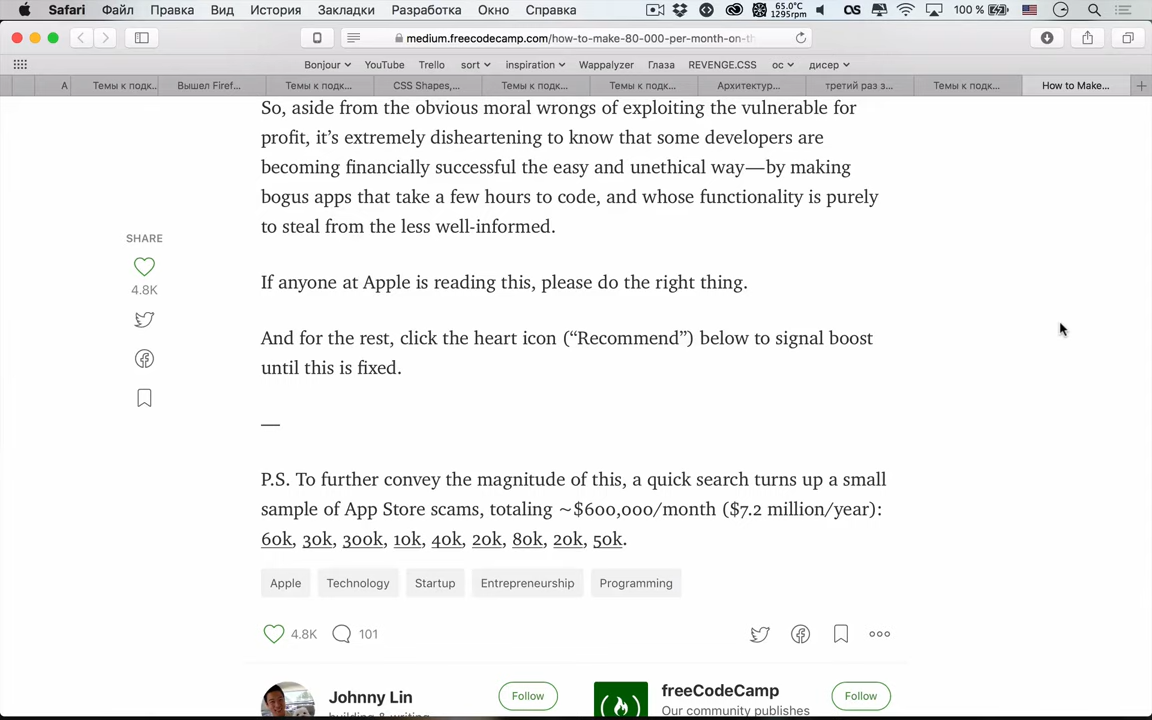 Safari Файл Правка Вид История Закладки Разработка Окно Справка 65.0°C 1295rpm 100 %
medium.freecodecamp.com/how-to-make-80-000-per-month-on-th
Bonjour YouTube Trello sort inspiration Wappalyzer Глаза REVENGE.CSS ос дисер
А Темы к подк... Вышел Firef... Темы к подк... CSS Shapes,... Темы к подк... Темы к подк... Архитектур... третий раз з... Темы к подк... How to Make...
So, aside from the obvious moral wrongs of exploiting the vulnerable for
profit, it’s extremely disheartening to know that some developers are
becoming financially successful the easy and unethical way—by making
bogus apps that take a few hours to code, and whose functionality is purely
to steal from the less well-informed.
SHARE
4.8K
If anyone at Apple is reading this, please do the right thing.
And for the rest, click the heart icon (“Recommend”) below to signal boost
until this is fixed.
—
P.S. To further convey the magnitude of this, a quick search turns up a small
sample of App Store scams, totaling ~$600,000/month ($7.2 million/year):
60k, 30k, 300k, 10k, 40k, 20k, 80k, 20k, 50k.
Apple Technology Startup Entrepreneurship Programming
4.8K 101
Johnny Lin Follow freeCodeCamp Follow
building & writing Our community publishes